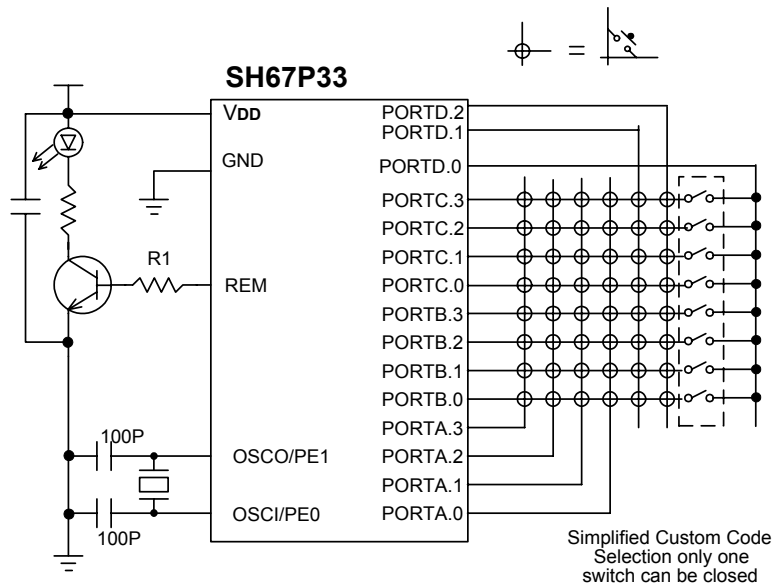 =
SH67P33
VDD
GND
R1
REM
100P
OSCO/PE1
OSCI/PE0
100P
PORTD.2
PORTD.1
PORTD.0
PORTC.3
PORTC.2
PORTC.1
PORTC.0
PORTB.3
PORTB.2
PORTB.1
PORTB.0
PORTA.3
PORTA.2
PORTA.1
PORTA.0
Simplified Custom Code
Selection only one
switch can be closed